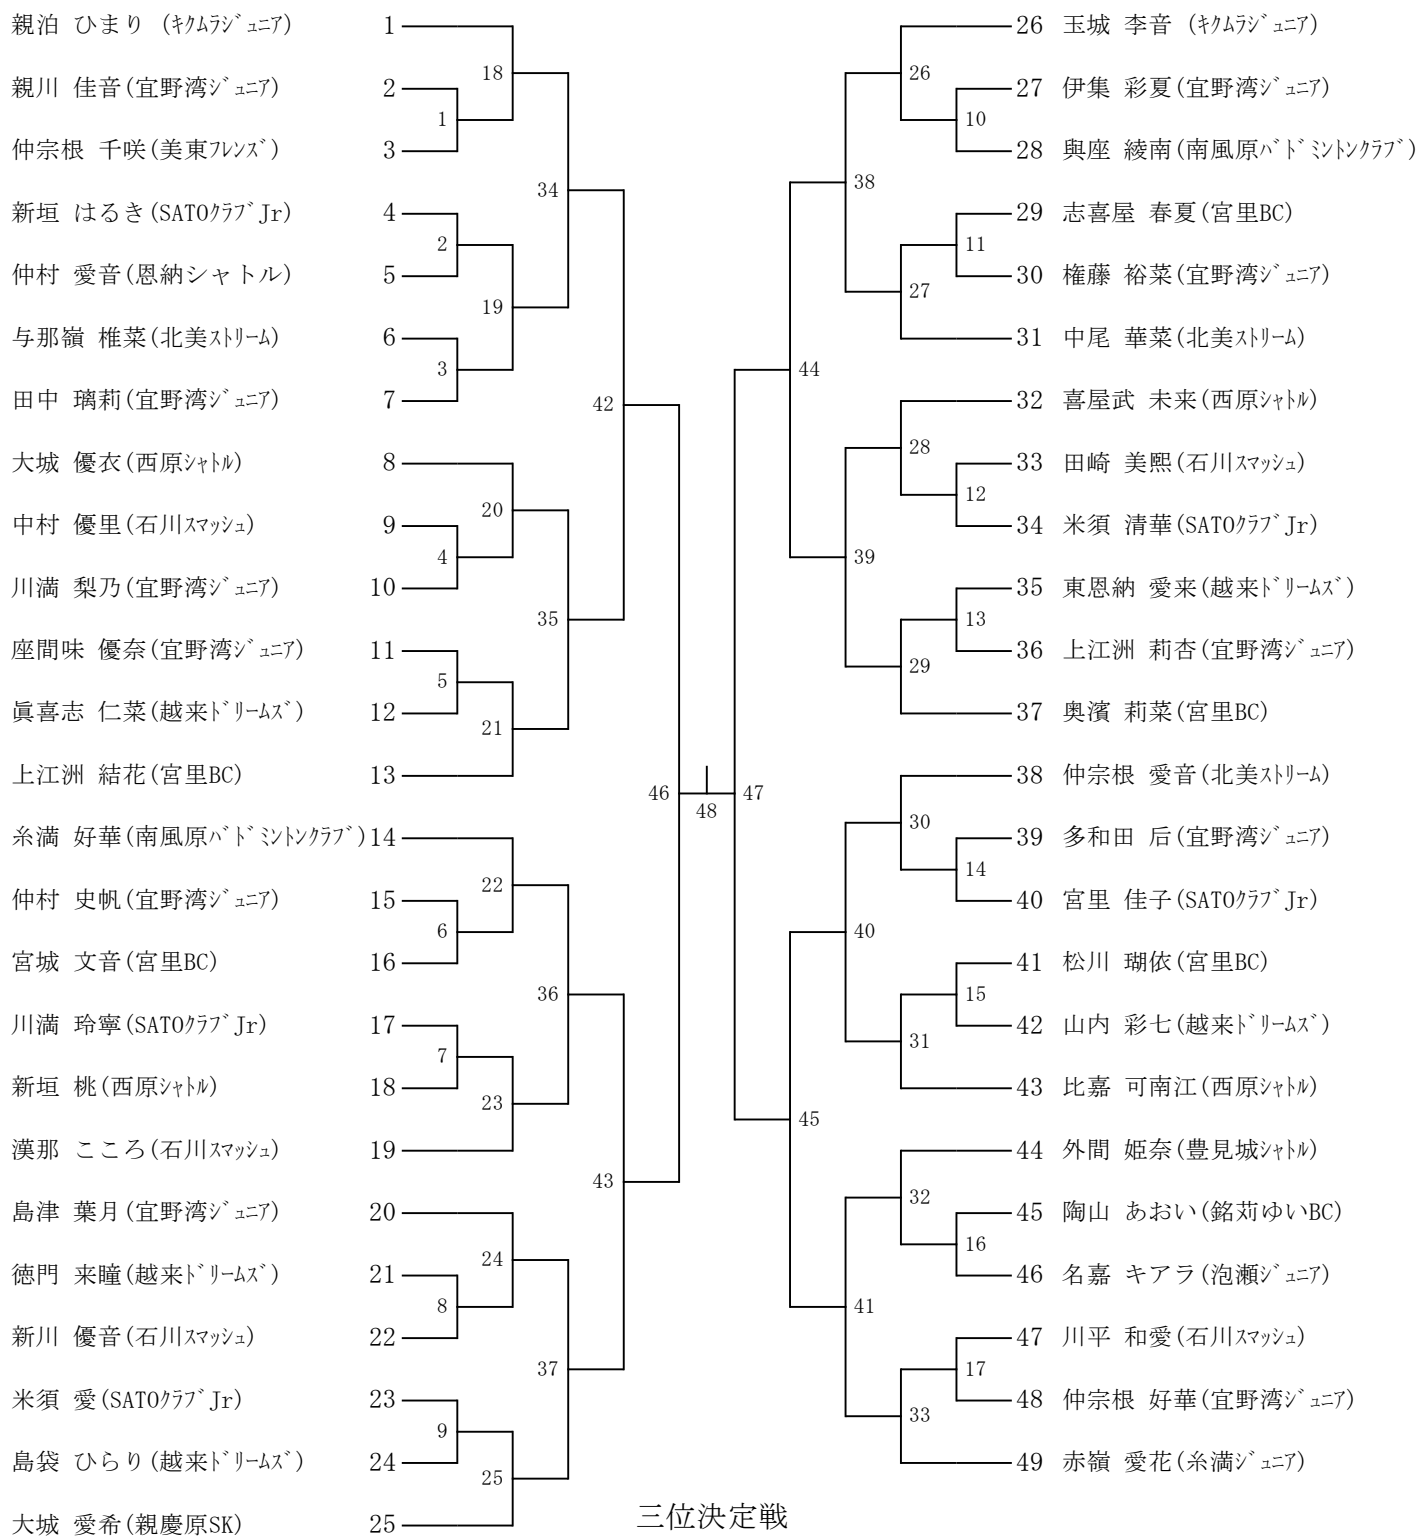 親泊 ひまり (ｷｸﾑﾗｼﾞｭﾆｱ) 1
親川 佳音(宜野湾ｼﾞｭﾆｱ) 2
仲宗根 千咲(美東ﾌﾚﾝｽﾞ) 3
新垣 はるき(SATOｸﾗﾌﾞJr) 4
仲村 愛音(恩納シャトル) 5
与那嶺 椎菜(北美ｽﾄﾘｰﾑ) 6
田中 璃莉(宜野湾ｼﾞｭﾆｱ) 7
大城 優衣(西原ｼｬﾄﾙ) 8
中村 優里(石川ｽﾏｯｼｭ) 9
川満 梨乃(宜野湾ｼﾞｭﾆｱ) 10
座間味 優奈(宜野湾ｼﾞｭﾆｱ) 11
眞喜志 仁菜(越来ﾄﾞﾘｰﾑｽﾞ) 12
上江洲 結花(宮里BC) 13
糸満 好華(南風原ﾊﾞﾄﾞﾐﾝﾄﾝｸﾗﾌﾞ) 14
仲村 史帆(宜野湾ｼﾞｭﾆｱ) 15
宮城 文音(宮里BC) 16
川満 玲寧(SATOｸﾗﾌﾞJr) 17
新垣 桃(西原ｼｬﾄﾙ) 18
漢那 こころ(石川ｽﾏｯｼｭ) 19
島津 葉月(宜野湾ｼﾞｭﾆｱ) 20
徳門 来瞳(越来ﾄﾞﾘｰﾑｽﾞ) 21
新川 優音(石川ｽﾏｯｼｭ) 22
米須 愛(SATOｸﾗﾌﾞJr) 23
島袋 ひらり(越来ﾄﾞﾘｰﾑｽﾞ) 24
大城 愛希(親慶原SK) 25
1
2
3
4
5
6
7
8
9
18
19
20
21
22
23
24
25
34
35
36
37
42
43
46
48
47
44
45
38
39
40
41
26
27
28
29
30
31
32
33
10
11
12
13
14
15
16
17
26 玉城 李音 (ｷｸﾑﾗｼﾞｭﾆｱ)
27 伊集 彩夏(宜野湾ｼﾞｭﾆｱ)
28 與座 綾南(南風原ﾊﾞﾄﾞﾐﾝﾄﾝｸﾗﾌﾞ)
29 志喜屋 春夏(宮里BC)
30 権藤 裕菜(宜野湾ｼﾞｭﾆｱ)
31 中尾 華菜(北美ｽﾄﾘｰﾑ)
32 喜屋武 未来(西原ｼｬﾄﾙ)
33 田崎 美熙(石川ｽﾏｯｼｭ)
34 米須 清華(SATOｸﾗﾌﾞJr)
35 東恩納 愛来(越来ﾄﾞﾘｰﾑｽﾞ)
36 上江洲 莉杏(宜野湾ｼﾞｭﾆｱ)
37 奥濱 莉菜(宮里BC)
38 仲宗根 愛音(北美ｽﾄﾘｰﾑ)
39 多和田 后(宜野湾ｼﾞｭﾆｱ)
40 宮里 佳子(SATOｸﾗﾌﾞJr)
41 松川 瑚依(宮里BC)
42 山内 彩七(越来ﾄﾞﾘｰﾑｽﾞ)
43 比嘉 可南江(西原ｼｬﾄﾙ)
44 外間 姫奈(豊見城ｼｬﾄﾙ)
45 陶山 あおい(銘苅ゆいBC)
46 名嘉 キアラ(泡瀬ｼﾞｭﾆｱ)
47 川平 和愛(石川ｽﾏｯｼｭ)
48 仲宗根 好華(宜野湾ｼﾞｭﾆｱ)
49 赤嶺 愛花(糸満ｼﾞｭﾆｱ)
三位決定戦